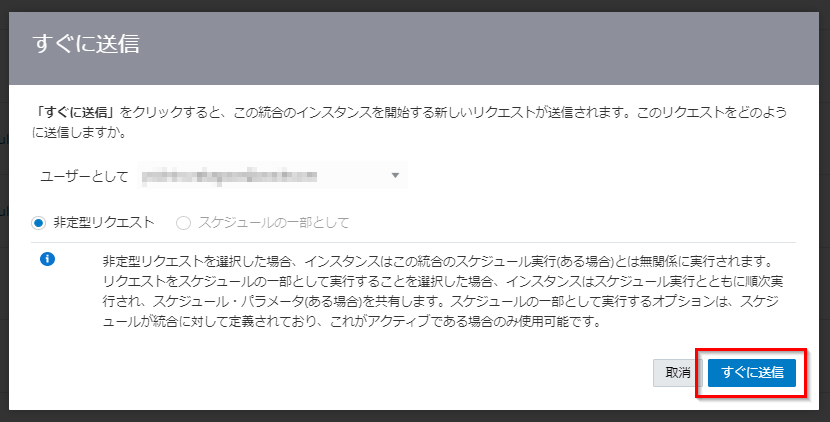 すぐに送信
「すぐに送信」をクリックすると、この統合のインスタンスを開始する新しいリクエストが送信されます。このリクエストをどのよう
に送信しますか。
ユーザーとして
非定型リクエスト スケジュールの一部として
非定型リクエストを選択した場合、インスタンスはこの統合のスケジュール実行(ある場合)とは無関係に実行されます。
リクエストをスケジュールの一部として実行することを選択した場合、インスタンスはスケジュール実行とともに順次実
行され、スケジュール・パラメータ(ある場合)を共有します。スケジュールの一部として実行するオプションは、スケジ
ュールが統合に対して定義されており、これがアクティブである場合のみ使用可能です。
取消 すぐに送信